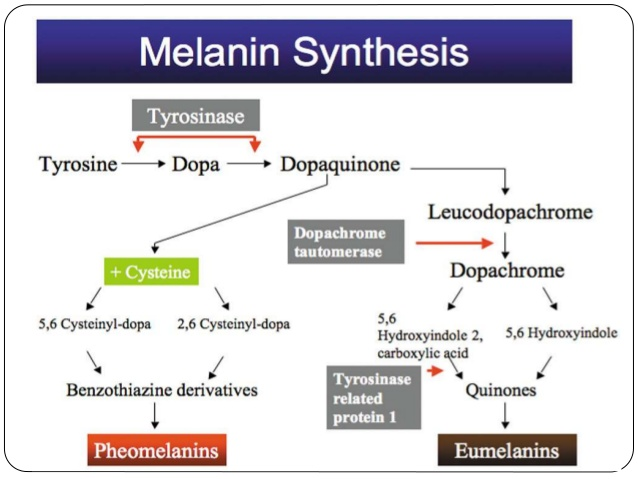 Melanin Synthesis
Tyrosinase
Tyrosine
Dopa
Dopaquinone
Leucodopachrome
Dopachrome
tautomerase
+ Cysteine
Dopachrome
5,6 Cysteinyl-dopa
2,6 Cysteinyl-dopa
5,6
Hydroxyindole 2,
carboxylic acid
5,6 Hydroxyindole
Benzothiazine derivatives
Tyrosinase
related
protein 1
Quinones
Pheomelanins
Eumelanins